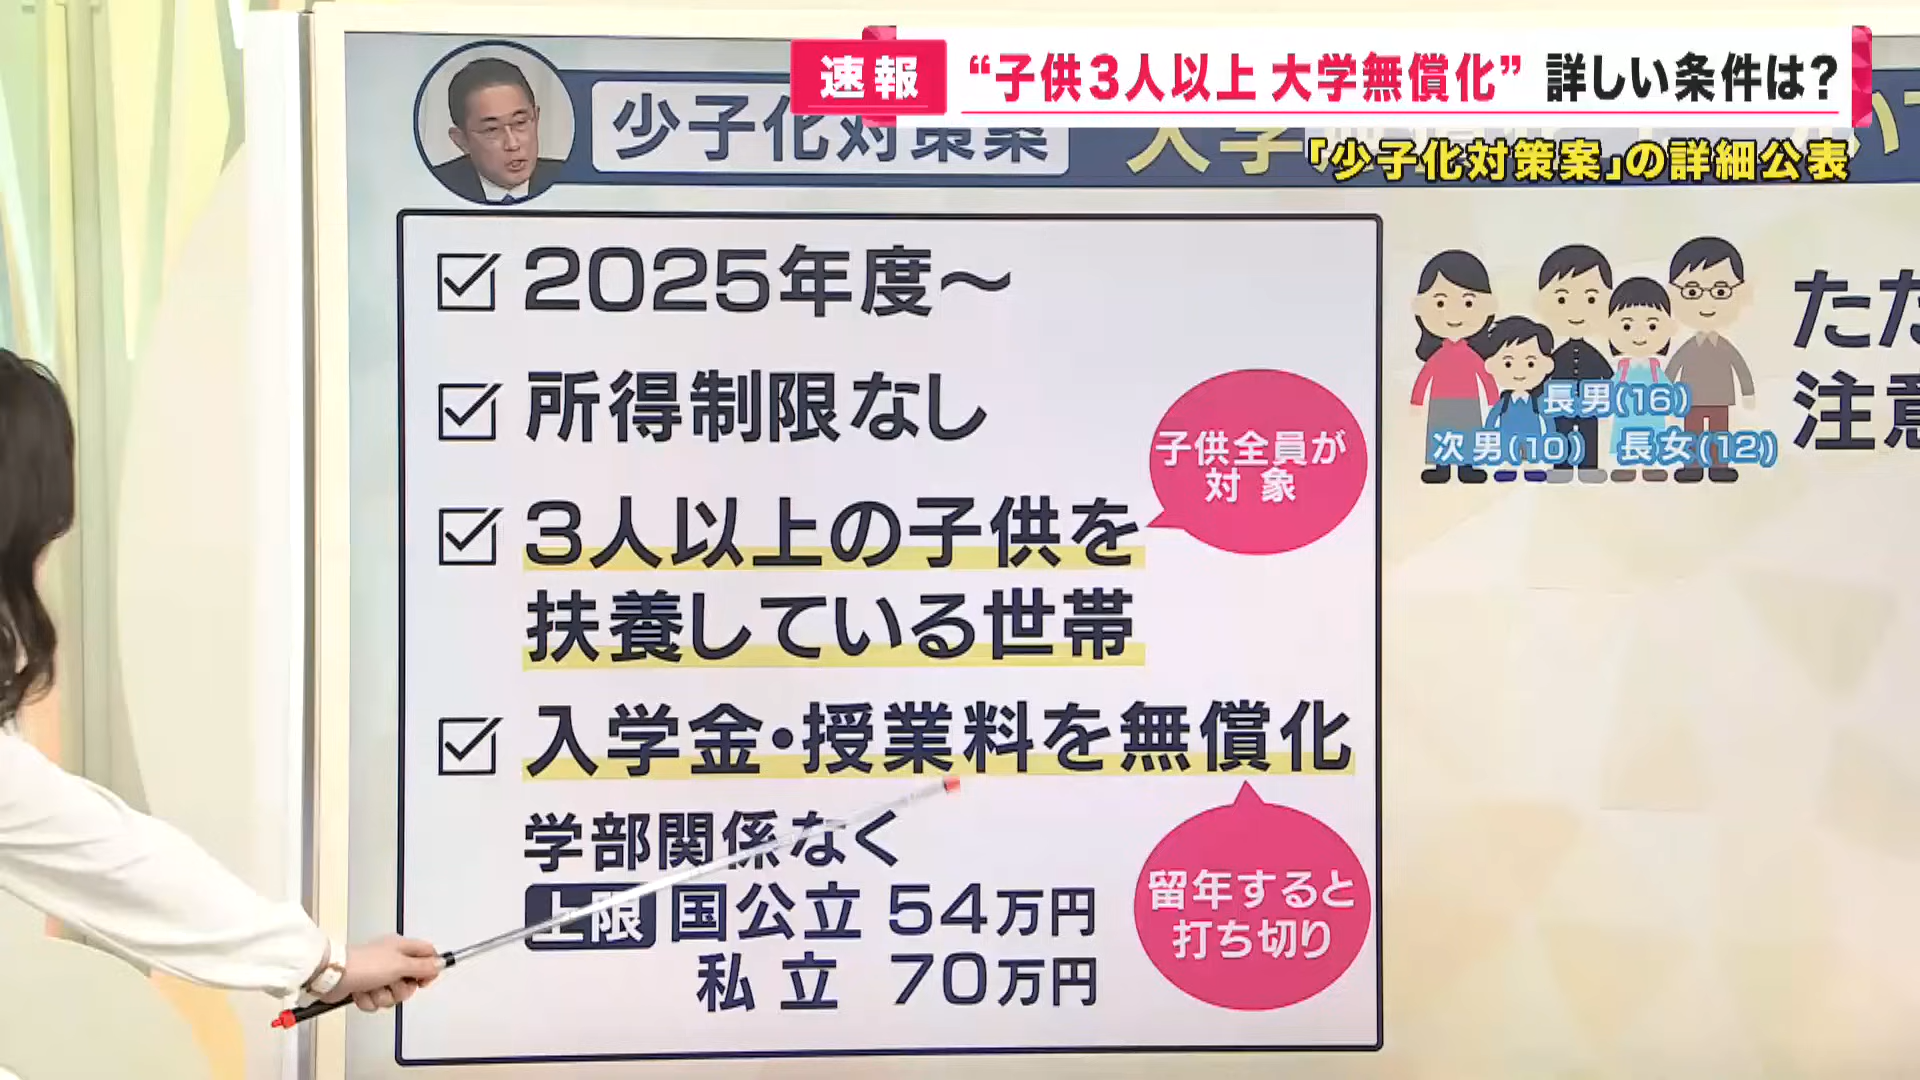 速報
“子供3人以上 大学無償化” 詳しい条件は?
「少子化対策案」の詳細公表
少子化対策案
2025年度〜
所得制限なし
子供全員が
対象
3人以上の子供を
扶養している世帯
入学金・授業料を無償化
学部関係なく
上限 国公立 54万円
私立 70万円
留年すると
打ち切り
長男(16)
次男(10)
長女(12)